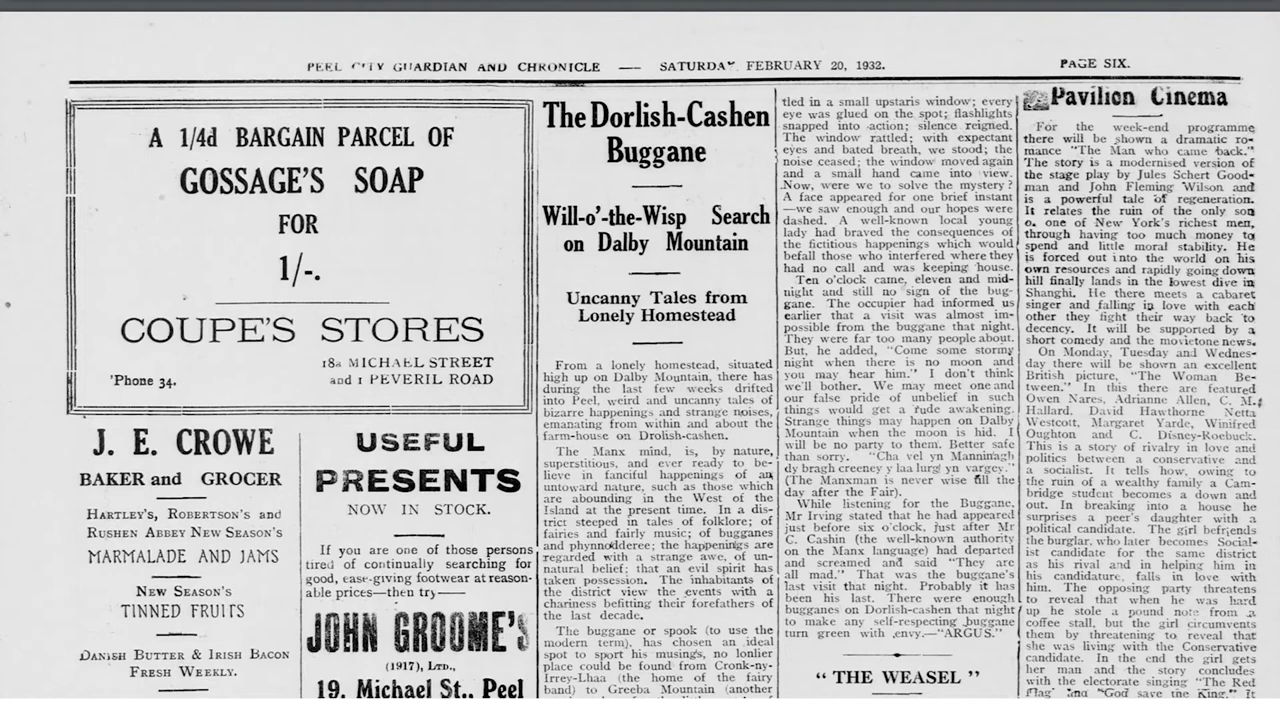 PEEL CITY GUARDIAN AND CHRONICLE — SATURDAY FEBRUARY 20, 1932.
PAGE SIX.
A 1/4d BARGAIN PARCEL OF
GOSSAGE'S SOAP
FOR
1/-.
COUPE'S STORES
18a MICHAEL STREET
'Phone 34. and 1 PEVERIL ROAD
J. E. CROWE
BAKER and GROCER
HARTLEY'S, ROBERTSON'S and
RUSHEN ABBEY NEW SEASON'S
MARMALADE AND JAMS
NEW SEASON'S
TINNED FRUITS
DANISH BUTTER & IRISH BACON
FRESH WEEKLY.
USEFUL
PRESENTS
NOW IN STOCK.
If you are one of those persons
tired of continually searching for
good, ease-giving footwear at reason-
able prices—then try—
JOHN GROOME'S
(1917), LTD.,
19. Michael St., Peel
The Dorlish-Cashen
Buggane
Will-o'-the-Wisp Search
on Dalby Mountain
Uncanny Tales from
Lonely Homestead
From a lonely homestead, situated
high up on Dalby Mountain, there has
during the last few weeks drifted
into Peel, weird and uncanny tales of
bizarre happenings and strange noises,
emanating from within and about the
farm-house on Drolish-cashen.
The Manx mind, is, by nature,
superstitious, and ever ready to be-
lieve in fanciful happenings of an
untoward nature, such as those which
are abounding in the West of the
Island at the present time. In a dis-
trict steeped in tales of folklore; of
fairies and fairly music; of bugganes
and phynodderee; the happenings are
regarded with a strange awe, of un-
natural belief; that an evil spirit has
taken possession. The inhabitants of
the district view the events with a
chariness befitting their forefathers of
the last decade.
The buggane or spook (to use the
modern term), has chosen an ideal
spot to sport his musings, no lonlier
place could be found from Cronk-ny-
Irrey-Lhaa (the home of the fairy
band) to Greeba Mountain (another
tled in a small upstaris window; every
eye was glued on the spot; flashlights
snapped into action; silence reigned.
The window rattled; with expectant
eyes and bated breath, we stood; the
noise ceased; the window moved again
and a small hand came into view.
Now, were we to solve the mystery?
A face appeared for one brief instant
—we saw enough and our hopes were
dashed. A well-known local young
lady had braved the consequences of
the fictitious happenings which would
befall those who interfered where they
had no call and was keeping house.
Ten o'clock came, eleven and mid-
night and still no sign of the bug-
gane. The occupier had informed us
earlier that a visit was almost im-
possible from the buggane that night.
They were far too many people about.
But, he added, "Come some stormy
night when there is no moon and
you may hear him." I don't think
we'll bother. We may meet one and
our false pride of unbelief in such
things would get a rude awakening.
Strange things may happen on Dalby
Mountain when the moon is hid. I
will be no party to them. Better safe
than sorry. "Cha vel yn Manninagh
dy bragh creeney y laa lurg yn vargey."
(The Manxman is never wise till the
day after the Fair).
While listening for the Buggane,
Mr Irving stated that he had appeared
just before six o'clock, just after Mr
C. Cashin (the well-known authority
on the Manx language) had departed
and screamed and said "They are
all mad." That was the buggane's
last visit that night. Probably it has
been his last. There were enough
bugganes on Dorlish-cashen that night
to make any self-respecting buggane
turn green with envy.—"ARGUS."
" THE WEASEL "
Pavilion Cinema
For the week-end programme
there will be shown a dramatic ro-
mance "The Man who came back."
The story is a modernised version of
the stage play by Jules Schert Good-
man and John Fleming Wilson and
is a powerful tale of regeneration.
It relates the ruin of the only son
o. one of New York's richest men,
through having too much money to
spend and little moral stability. He
is forced out into the world on his
own resources and rapidly going down
hill finally lands in the lowest dive in
Shanghi. He there meets a cabaret
singer and falling in love with each
other they fight their way back to
decency. It will be supported by a
short comedy and the movietone news.
On Monday, Tuesday and Wednes-
day there will be shown an excellent
British picture, "The Woman Be-
tween." In this there are featured
Owen Nares, Adrianne Allen, C. M.
Hallard, David Hawthorne Netta
Westcott, Margaret Yarde, Winifred
Oughton and C. Disney-Roebuck.
This is a story of rivalry in love and
politics between a conservative and
a socialist. It tells how, owing to
the ruin of a wealthy family a Cam-
bridge student becomes a down and
out. In breaking into a house he
surprises a peer's daughter with a
political candidate. The girl befriends
the burglar, who later becomes Social-
ist candidate for the same district
as his rival and in helping him in
his candidature, falls in love with
him. The opposing party threatens
to reveal that when he was hard
up he stole a pound note from a
coffee stall, but the girl circumvents
them by threatening to reveal that
she was living with the Conservative
candidate. In the end the girl gets
her man and the story concludes
with the electorate singing "The Red
Flag" and "God save the King." It